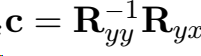 c = R_{yy}^{-1} R_{yx}